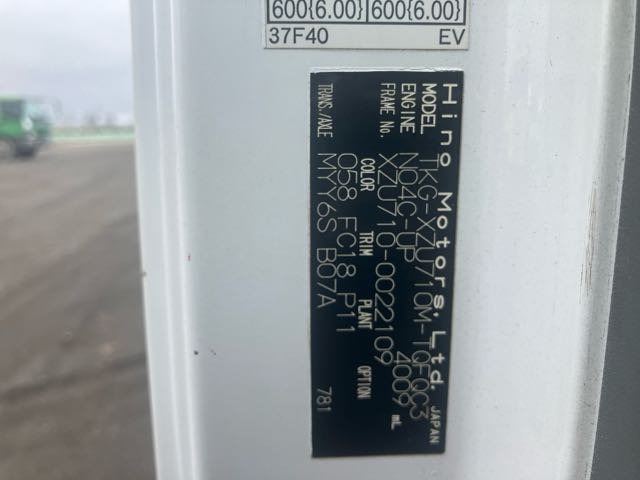 600{6.00} 600{6.00}
37F40 EV
Hino Motors, Ltd. JAPAN
MODEL TKG-XZU710M-TQFQC3
ENGINE N04C-UP 4009 mL
FRAME No. XZU710-0022109
COLOR TRIM PLANT OPTION
058 FC18 P11
TRANS./AXLE MYY6S B07A 781